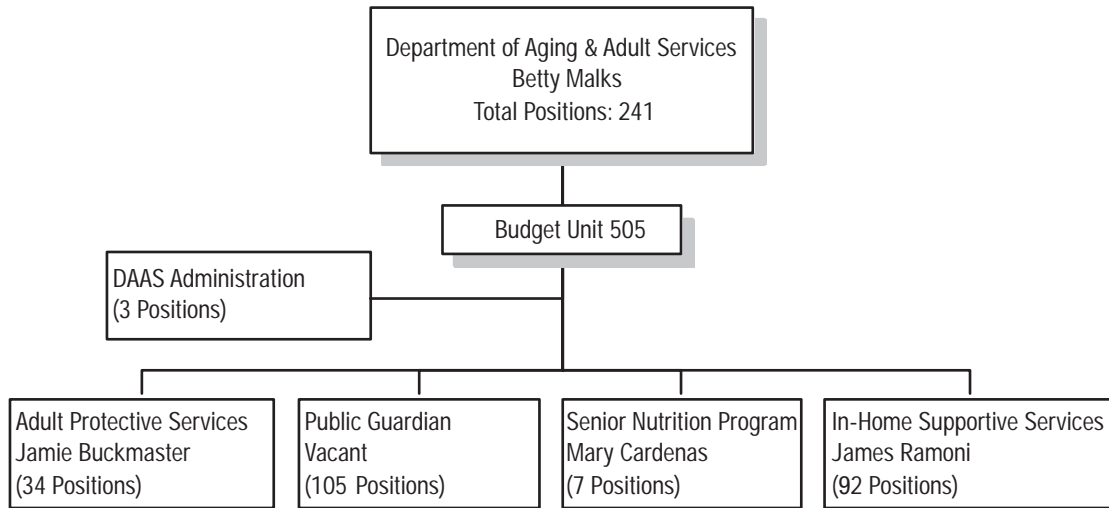 Department of Aging & Adult Services
Betty Malks
Total Positions: 241
Budget Unit 505
DAAS Administration
(3 Positions)
Adult Protective Services
Jamie Buckmaster
(34 Positions)
Public Guardian
Vacant
(105 Positions)
Senior Nutrition Program
Mary Cardenas
(7 Positions)
In-Home Supportive Services
James Ramoni
(92 Positions)